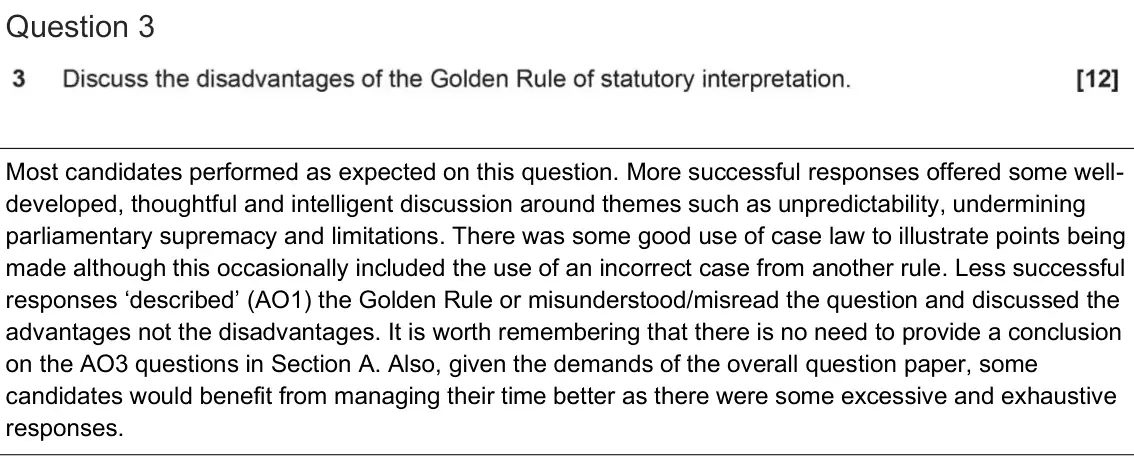 Question 3
3 Discuss the disadvantages of the Golden Rule of statutory interpretation. [12]
Most candidates performed as expected on this question. More successful responses offered some well-
developed, thoughtful and intelligent discussion around themes such as unpredictability, undermining
parliamentary supremacy and limitations. There was some good use of case law to illustrate points being
made although this occasionally included the use of an incorrect case from another rule. Less successful
responses ‘described’ (AO1) the Golden Rule or misunderstood/misread the question and discussed the
advantages not the disadvantages. It is worth remembering that there is no need to provide a conclusion
on the AO3 questions in Section A. Also, given the demands of the overall question paper, some
candidates would benefit from managing their time better as there were some excessive and exhaustive
responses.